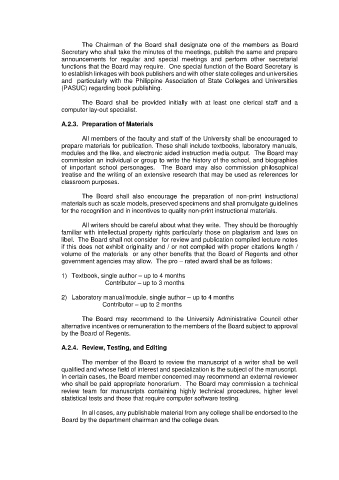 The Chairman of the Board shall designate one of the members as Board
Secretary who shall take the minutes of the meetings, publish the same and prepare
announcements for regular and special meetings and perform other secretarial
functions that the Board may require. One special function of the Board Secretary is
to establish linkages with book publishers and with other state colleges and universities
and particularly with the Philippine Association of State Colleges and Universities
(PASUC) regarding book publishing.
The Board shall be provided initially with at least one clerical staff and a
computer lay-out specialist.
A.2.3. Preparation of Materials
All members of the faculty and staff of the University shall be encouraged to
prepare materials for publication. These shall include textbooks, laboratory manuals,
modules and the like, and electronic aided instruction media output. The Board may
commission an individual or group to write the history of the school, and biographies
of important school personages. The Board may also commission philosophical
treatise and the writing of an extensive research that may be used as references for
classroom purposes.
The Board shall also encourage the preparation of non-print instructional
materials such as scale models, preserved specimens and shall promulgate guidelines
for the recognition and in incentives to quality non-print instructional materials.
All writers should be careful about what they write. They should be thoroughly
familiar with intellectual property rights particularly those on plagiarism and laws on
libel. The Board shall not consider for review and publication compiled lecture notes
if this does not exhibit originality and / or not complied with proper citations length /
volume of the materials or any other benefits that the Board of Regents and other
government agencies may allow. The pro – rated award shall be as follows:
1) Textbook, single author – up to 4 months
Contributor – up to 3 months
2) Laboratory manual/module, single author – up to 4 months
Contributor – up to 2 months
The Board may recommend to the University Administrative Council other
alternative incentives or remuneration to the members of the Board subject to approval
by the Board of Regents.
A.2.4. Review, Testing, and Editing
The member of the Board to review the manuscript of a writer shall be well
qualified and whose field of interest and specialization is the subject of the manuscript.
In certain cases, the Board member concerned may recommend an external reviewer
who shall be paid appropriate honorarium. The Board may commission a technical
review team for manuscripts containing highly technical procedures, higher level
statistical tests and those that require computer software testing.
In all cases, any publishable material from any college shall be endorsed to the
Board by the department chairman and the college dean.